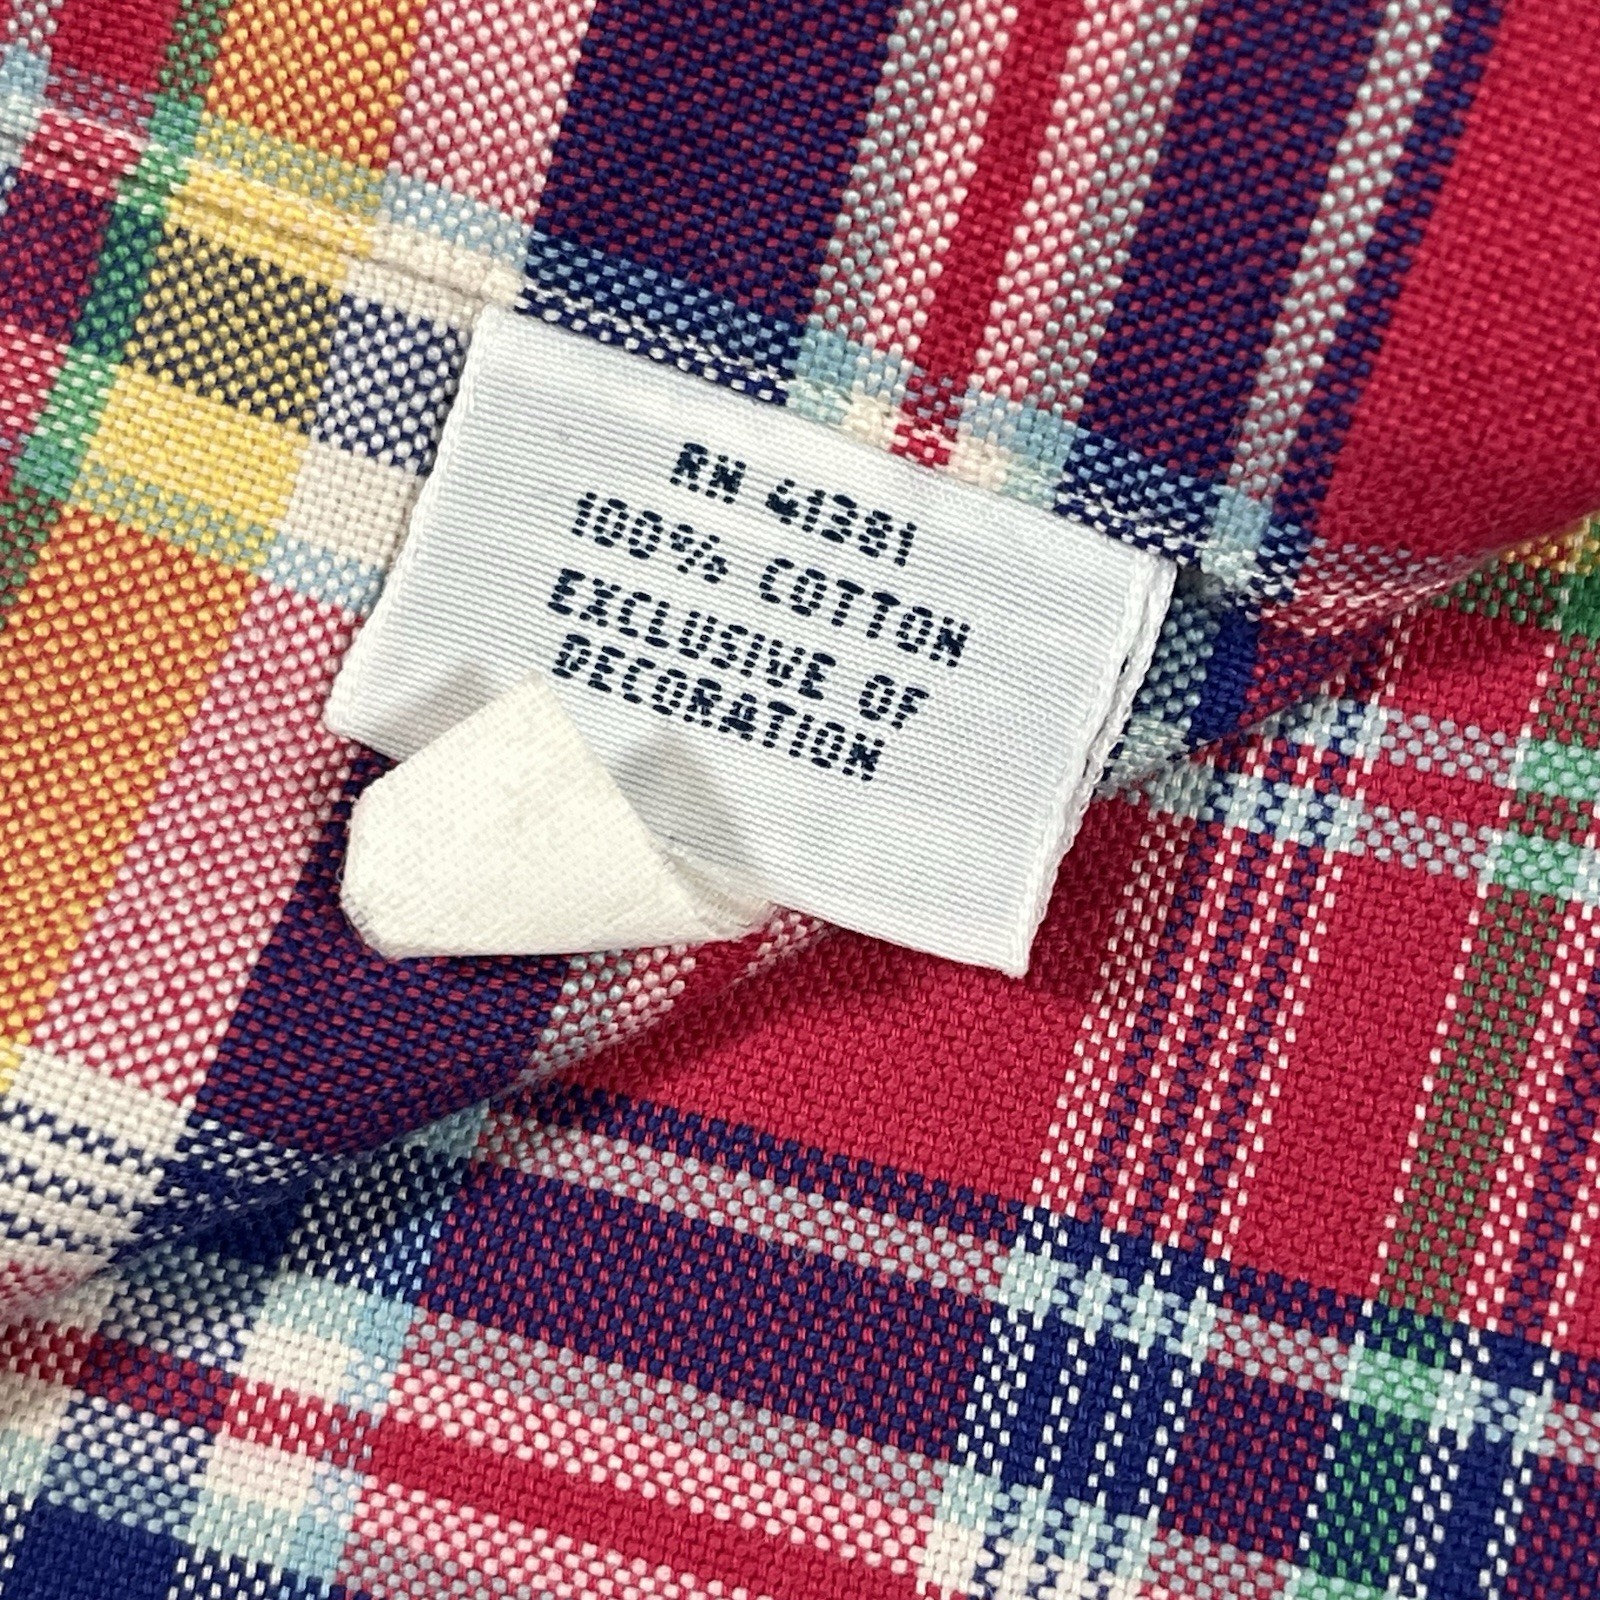 RN 41381
100% COTTON
EXCLUSIVE OF
DECORATION